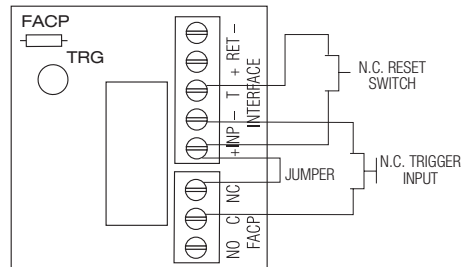 FACP
TRG
+ INP − T + RET −
INTERFACE
NO C NC
FACP
N.C. RESET
SWITCH
JUMPER
N.C. TRIGGER
INPUT